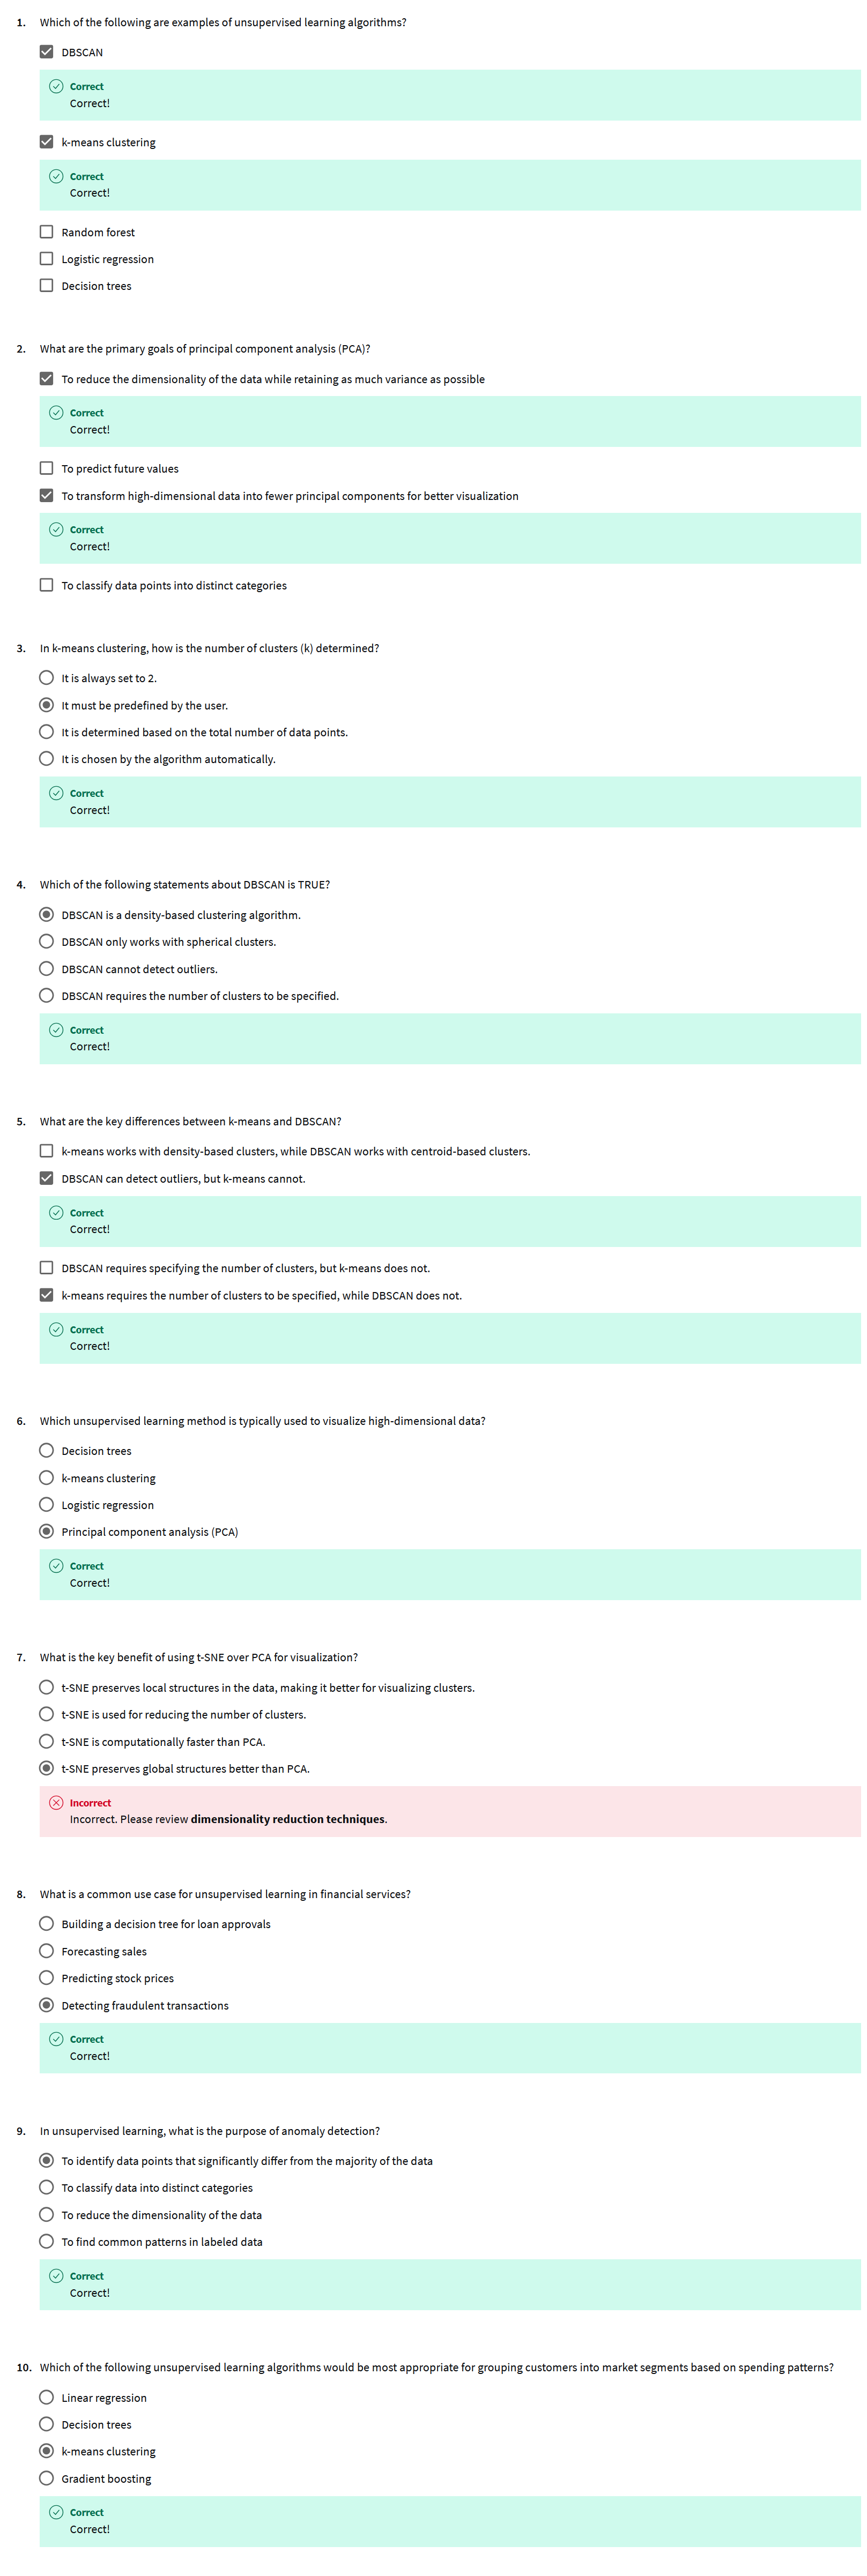 1. Which of the following are examples of unsupervised learning algorithms?
DBSCAN
Correct
Correct!
k-means clustering
Correct
Correct!
Random forest
Logistic regression
Decision trees
2. What are the primary goals of principal component analysis (PCA)?
To reduce the dimensionality of the data while retaining as much variance as possible
Correct
Correct!
To predict future values
To transform high-dimensional data into fewer principal components for better visualization
Correct
Correct!
To classify data points into distinct categories
3. In k-means clustering, how is the number of clusters (k) determined?
It is always set to 2.
It must be predefined by the user.
It is determined based on the total number of data points.
It is chosen by the algorithm automatically.
Correct
Correct!
4. Which of the following statements about DBSCAN is TRUE?
DBSCAN is a density-based clustering algorithm.
DBSCAN only works with spherical clusters.
DBSCAN cannot detect outliers.
DBSCAN requires the number of clusters to be specified.
Correct
Correct!
5. What are the key differences between k-means and DBSCAN?
k-means works with density-based clusters, while DBSCAN works with centroid-based clusters.
DBSCAN can detect outliers, but k-means cannot.
Correct
Correct!
DBSCAN requires specifying the number of clusters, but k-means does not.
k-means requires the number of clusters to be specified, while DBSCAN does not.
Correct
Correct!
6. Which unsupervised learning method is typically used to visualize high-dimensional data?
Decision trees
k-means clustering
Logistic regression
Principal component analysis (PCA)
Correct
Correct!
7. What is the key benefit of using t-SNE over PCA for visualization?
t-SNE preserves local structures in the data, making it better for visualizing clusters.
t-SNE is used for reducing the number of clusters.
t-SNE is computationally faster than PCA.
t-SNE preserves global structures better than PCA.
Incorrect
Incorrect. Please review dimensionality reduction techniques.
8. What is a common use case for unsupervised learning in financial services?
Building a decision tree for loan approvals
Forecasting sales
Predicting stock prices
Detecting fraudulent transactions
Correct
Correct!
9. In unsupervised learning, what is the purpose of anomaly detection?
To identify data points that significantly differ from the majority of the data
To classify data into distinct categories
To reduce the dimensionality of the data
To find common patterns in labeled data
Correct
Correct!
10. Which of the following unsupervised learning algorithms would be most appropriate for grouping customers into market segments based on spending patterns?
Linear regression
Decision trees
k-means clustering
Gradient boosting
Correct
Correct!